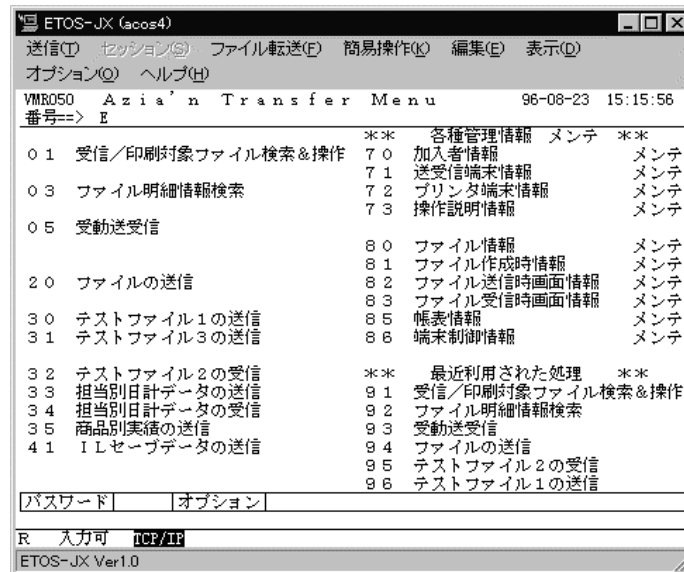 ETOS-JX (acos4)
送信(T) セッション(S) ファイル転送(F) 簡易操作(K) 編集(E) 表示(D)
オプション(O) ヘルプ(H)
VMR050 Azia'n Transfer Menu 96-08-23 15:15:56
番号==> E
** 各種管理情報 メンテ **
01 受信/印刷対象ファイル検索&操作 70 加入者情報 メンテ
71 送受信端末情報 メンテ
03 ファイル明細情報検索 72 プリンタ端末情報 メンテ
73 操作説明情報 メンテ
05 受動送受信
80 ファイル情報 メンテ
81 ファイル作成時情報 メンテ
20 ファイルの送信 82 ファイル送信時画面情報 メンテ
83 ファイル受信時画面情報 メンテ
30 テストファイル1の送信 85 帳表情報 メンテ
31 テストファイル3の送信 86 端末制御情報 メンテ
32 テストファイル2の受信 ** 最近利用された処理 **
33 担当別日計データの送信 91 受信/印刷対象ファイル検索&操作
34 担当別日計データの受信 92 ファイル明細情報検索
35 商品別実績の送信 93 受動送受信
41 ILセーブデータの送信 94 ファイルの送信
95 テストファイル2の受信
96 テストファイル1の送信
パスワード オプション
R 入力可 TCP/IP
ETOS-JX Ver1.0